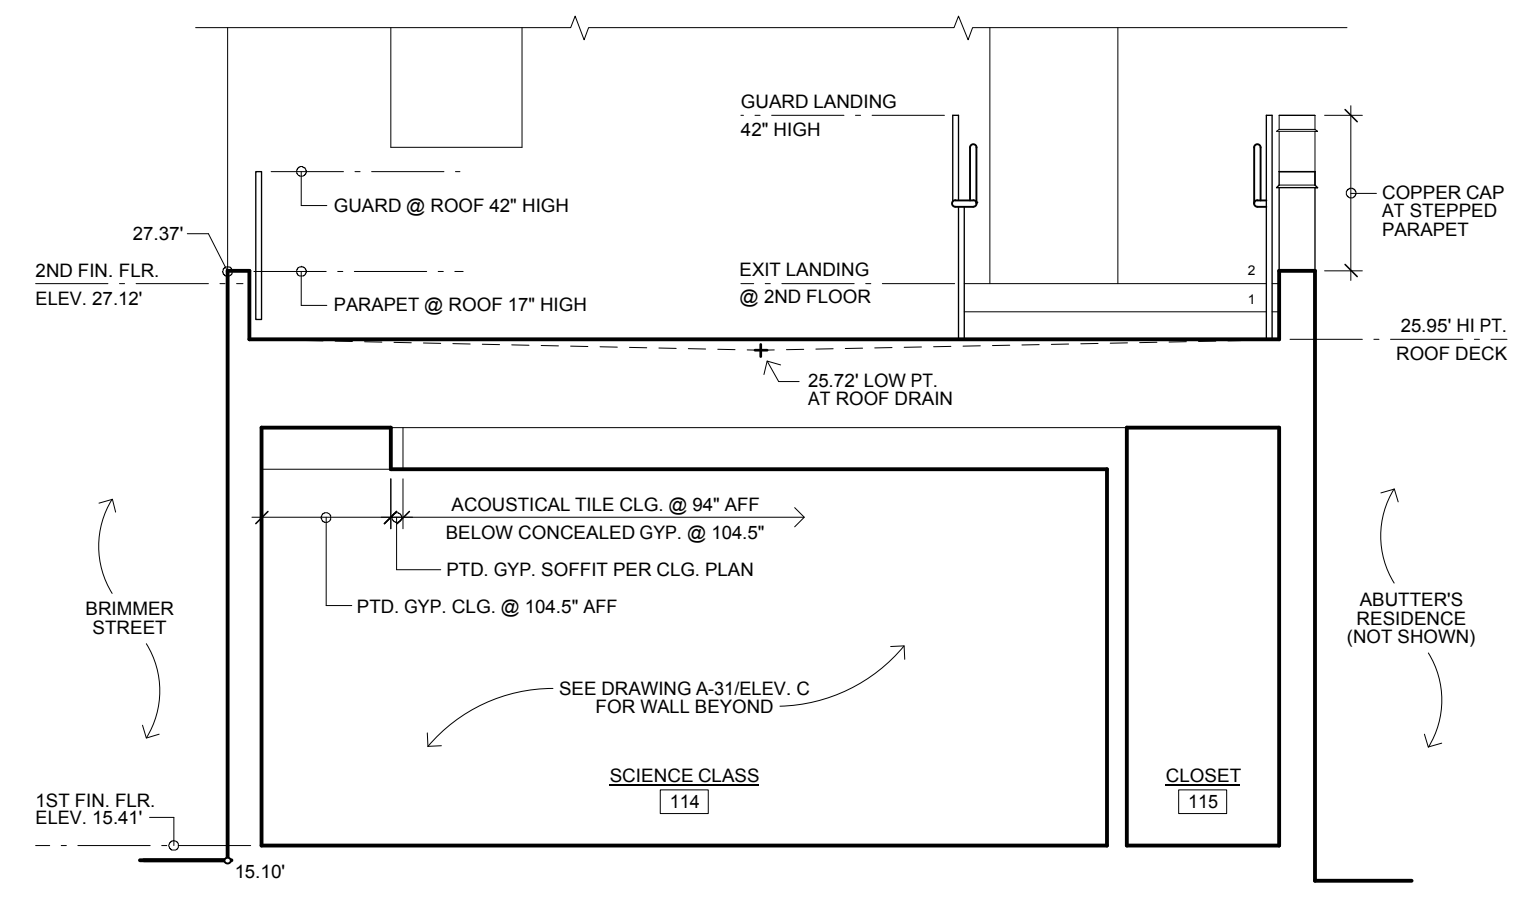 GUARD LANDING
42" HIGH
COPPER CAP
AT STEPPED
PARAPET
GUARD @ ROOF 42" HIGH
27.37'
2ND FIN. FLR.
ELEV. 27.12'
EXIT LANDING
@ 2ND FLOOR
2
1
PARAPET @ ROOF 17" HIGH
25.95' HI PT.
ROOF DECK
25.72' LOW PT.
AT ROOF DRAIN
ACOUSTICAL TILE CLG. @ 94" AFF
BELOW CONCEALED GYP. @ 104.5"
PTD. GYP. SOFFIT PER CLG. PLAN
PTD. GYP. CLG. @ 104.5" AFF
BRIMMER
STREET
ABUTTER'S
RESIDENCE
(NOT SHOWN)
SEE DRAWING A-31/ELEV. C
FOR WALL BEYOND
SCIENCE CLASS
114
CLOSET
115
1ST FIN. FLR.
ELEV. 15.41'
15.10'